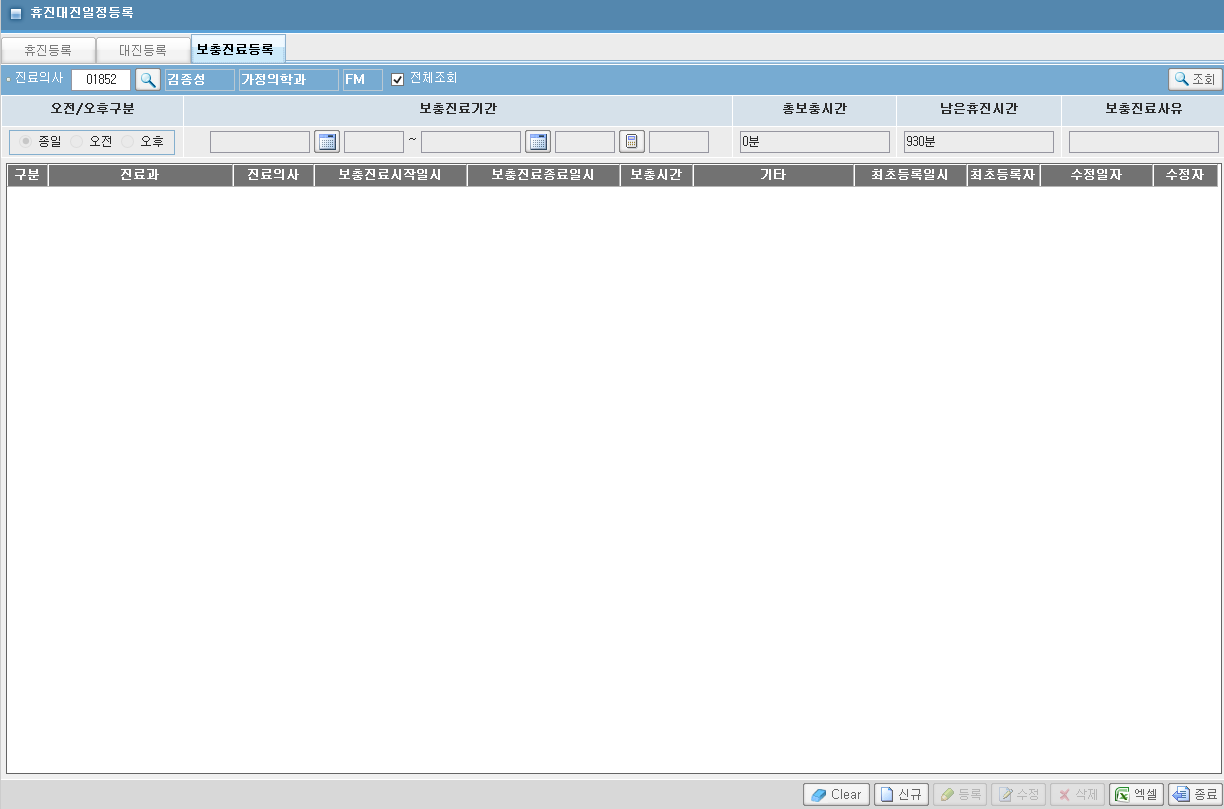 휴진대진일정등록
휴진등록 대진등록 보충진료등록
진료의사 01852 김종성 가정의학과 FM 전체조회 조회
오전/오후구분 보충진료기간 총보충시간 남은휴진시간 보충진료사유
종일 오전 오후 ~ 0분 930분
구분 진료과 진료의사 보충진료시작일시 보충진료종료일시 보충시간 기타 최초등록일시 최초등록자 수정일자 수정자
Clear 신규 등록 수정 삭제 엑셀 종료